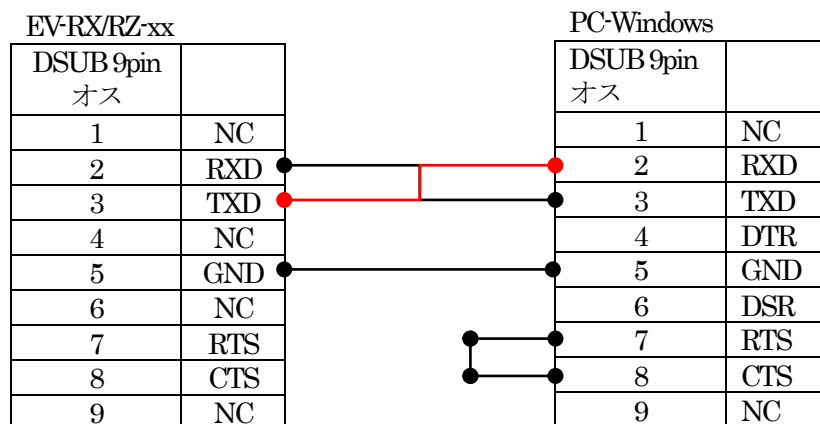 EV-RX/RZ-xx
DSUB 9pin
オス
1 NC
2 RXD
3 TXD
4 NC
5 GND
6 NC
7 RTS
8 CTS
9 NC
PC-Windows
DSUB 9pin
オス
1 NC
2 RXD
3 TXD
4 DTR
5 GND
6 DSR
7 RTS
8 CTS
9 NC